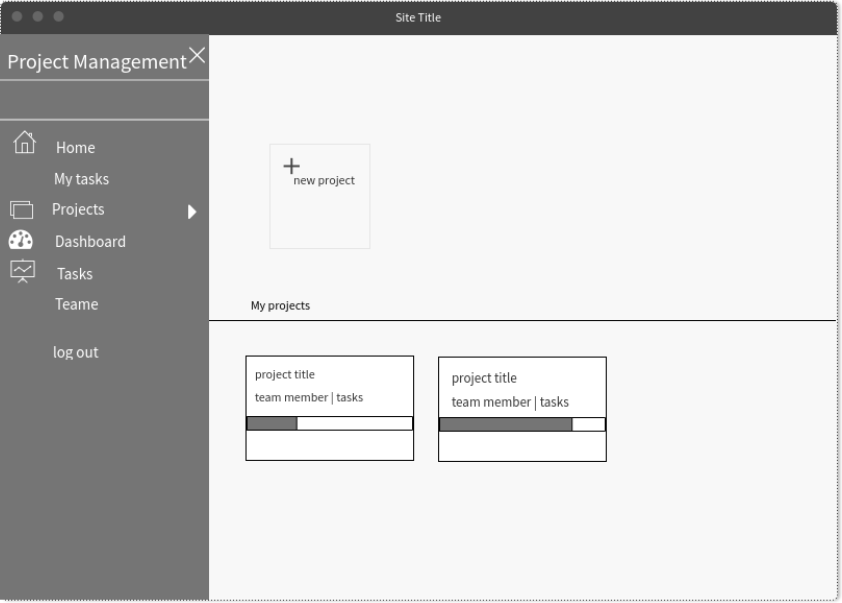 Site Title
Project Management
Home
My tasks
Projects
Dashboard
Tasks
Teame
log out
new project
My projects
project title
team member | tasks
project title
team member | tasks